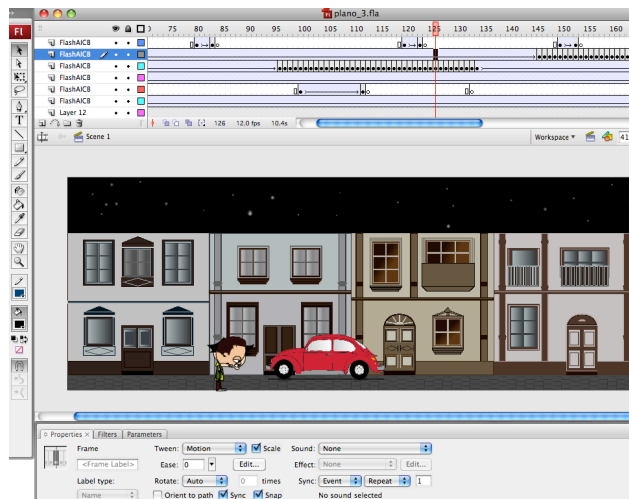 plano_3.fla
75 80 85 90 95 100 105 110 115 120 125 130 135 140 145 150 155 160
Fl
FlashAICB
FlashAICB
FlashAICB
FlashAICB
FlashAICB
FlashAICB
Layer 12
126 12.0 fps 10.4s
Scene 1
Workspace
41
T
Properties × Filters Parameters
Frame
<Frame Label>
Label type:
Name
Tween: Motion Scale
Ease: 0 Edit...
Rotate: Auto 0 times
Orient to path Sync Snap
Sound: None
Effect: None Edit...
Sync: Event Repeat 1
No sound selected